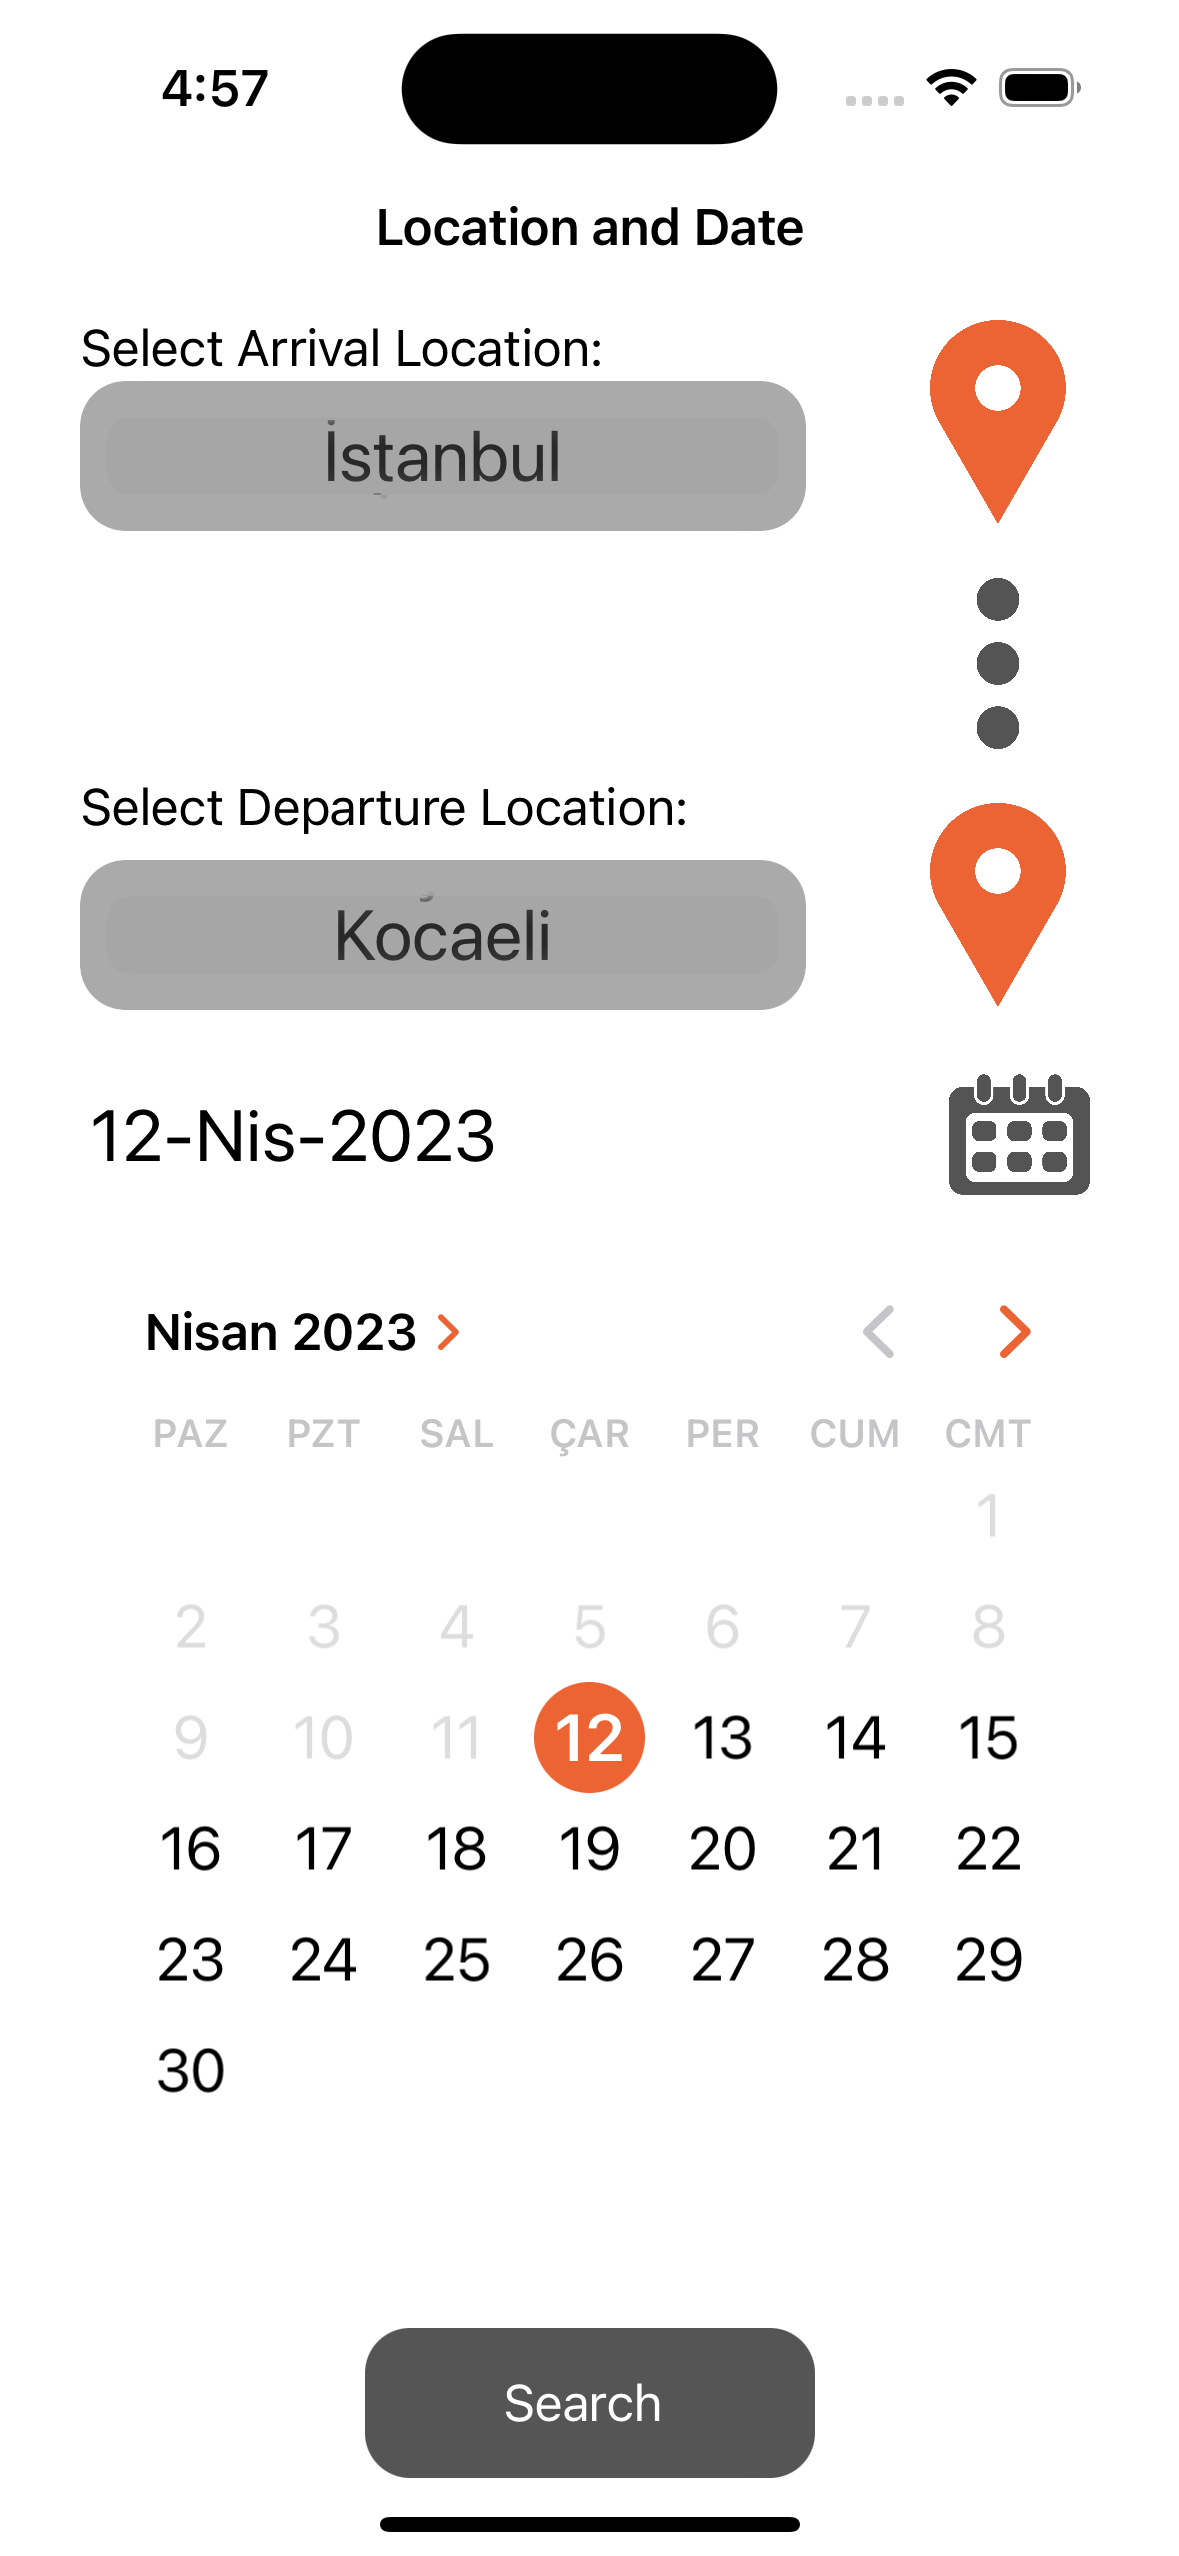 4:57
Location and Date
Select Arrival Location:
İstanbul
Select Departure Location:
Kocaeli
12-Nis-2023
Nisan 2023
PAZ PZT SAL ÇAR PER CUM CMT
1
2 3 4 5 6 7 8
9 10 11 12 13 14 15
16 17 18 19 20 21 22
23 24 25 26 27 28 29
30
Search